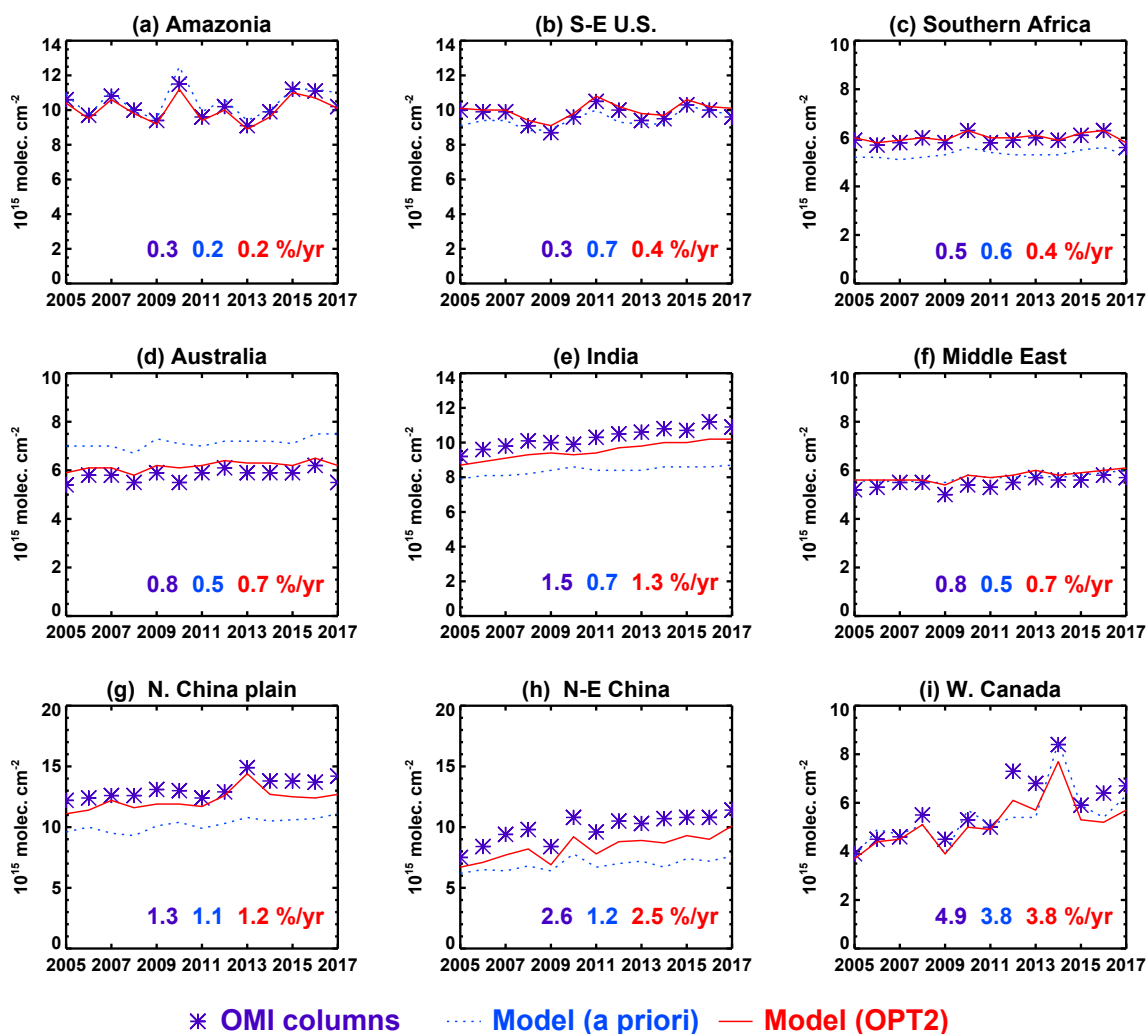 (a) Amazonia
10¹⁵ molec. cm⁻²
14
12
10
8
6
4
2
0
0.3 0.2 0.2 %/yr
2005 2007 2009 2011 2013 2015 2017
(b) S-E U.S.
10¹⁵ molec. cm⁻²
14
12
10
8
6
4
2
0
0.3 0.7 0.4 %/yr
2005 2007 2009 2011 2013 2015 2017
(c) Southern Africa
10¹⁵ molec. cm⁻²
10
8
6
4
2
0
0.5 0.6 0.4 %/yr
2005 2007 2009 2011 2013 2015 2017
(d) Australia
10¹⁵ molec. cm⁻²
10
8
6
4
2
0
0.8 0.5 0.7 %/yr
2005 2007 2009 2011 2013 2015 2017
(e) India
10¹⁵ molec. cm⁻²
14
12
10
8
6
4
2
0
1.5 0.7 1.3 %/yr
2005 2007 2009 2011 2013 2015 2017
(f) Middle East
10¹⁵ molec. cm⁻²
10
8
6
4
2
0
0.8 0.5 0.7 %/yr
2005 2007 2009 2011 2013 2015 2017
(g) N. China plain
10¹⁵ molec. cm⁻²
20
15
10
5
0
1.3 1.1 1.2 %/yr
2005 2007 2009 2011 2013 2015 2017
(h) N-E China
10¹⁵ molec. cm⁻²
20
15
10
5
0
2.6 1.2 2.5 %/yr
2005 2007 2009 2011 2013 2015 2017
(i) W. Canada
10¹⁵ molec. cm⁻²
10
8
6
4
2
0
4.9 3.8 3.8 %/yr
2005 2007 2009 2011 2013 2015 2017
OMI columns Model (a priori) Model (OPT2)